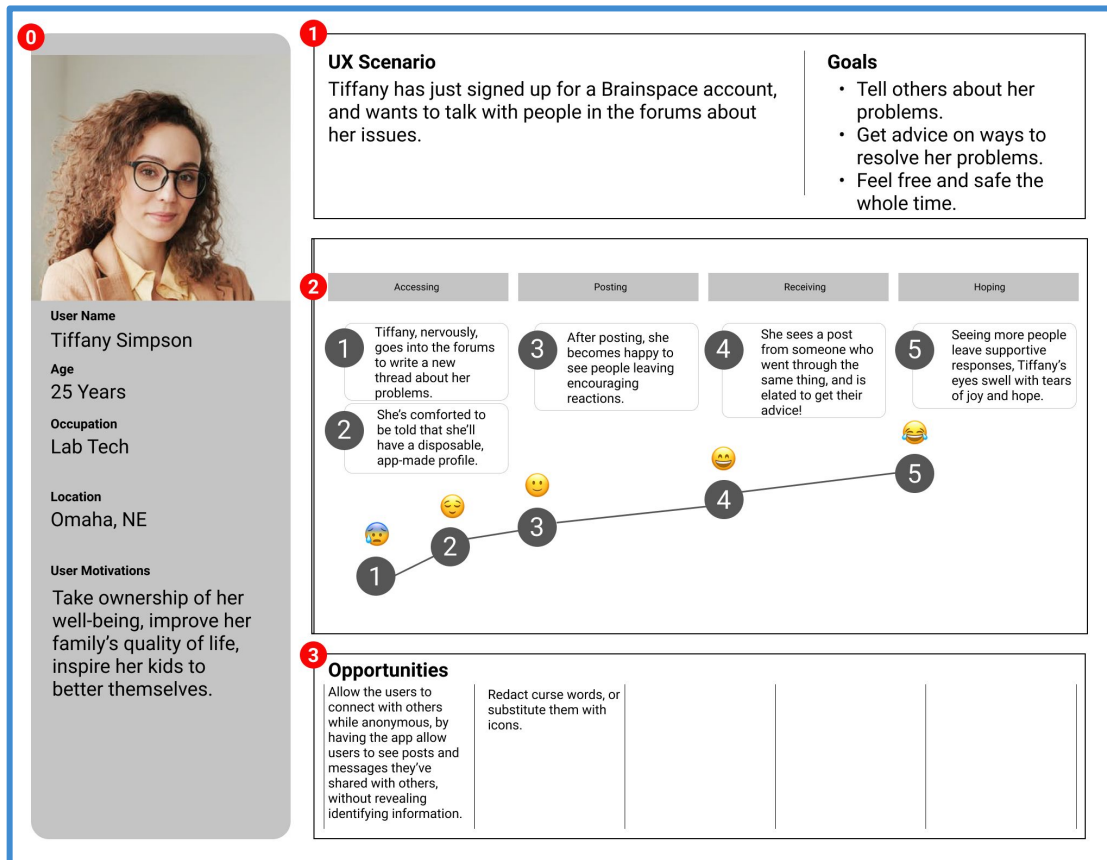 0
User Name
Tiffany Simpson
Age
25 Years
Occupation
Lab Tech
Location
Omaha, NE
User Motivations
Take ownership of her
well-being, improve her
family’s quality of life,
inspire her kids to
better themselves.
1
UX Scenario
Tiffany has just signed up for a Brainspace account,
and wants to talk with people in the forums about
her issues.
Goals
• Tell others about her
problems.
• Get advice on ways to
resolve her problems.
• Feel free and safe the
whole time.
2
Accessing
Posting
Receiving
Hoping
1
Tiffany, nervously,
goes into the forums
to write a new
thread about her
problems.
2
She’s comforted to
be told that she’ll
have a disposable,
app-made profile.
3
After posting, she
becomes happy to
see people leaving
encouraging
reactions.
4
She sees a post
from someone who
went through the
same thing, and is
elated to get their
advice!
5
Seeing more people
leave supportive
responses, Tiffany’s
eyes swell with tears
of joy and hope.
1
2
3
4
5
3
Opportunities
Allow the users to
connect with others
while anonymous, by
having the app allow
users to see posts and
messages they’ve
shared with others,
without revealing
identifying information.
Redact curse words, or
substitute them with
icons.